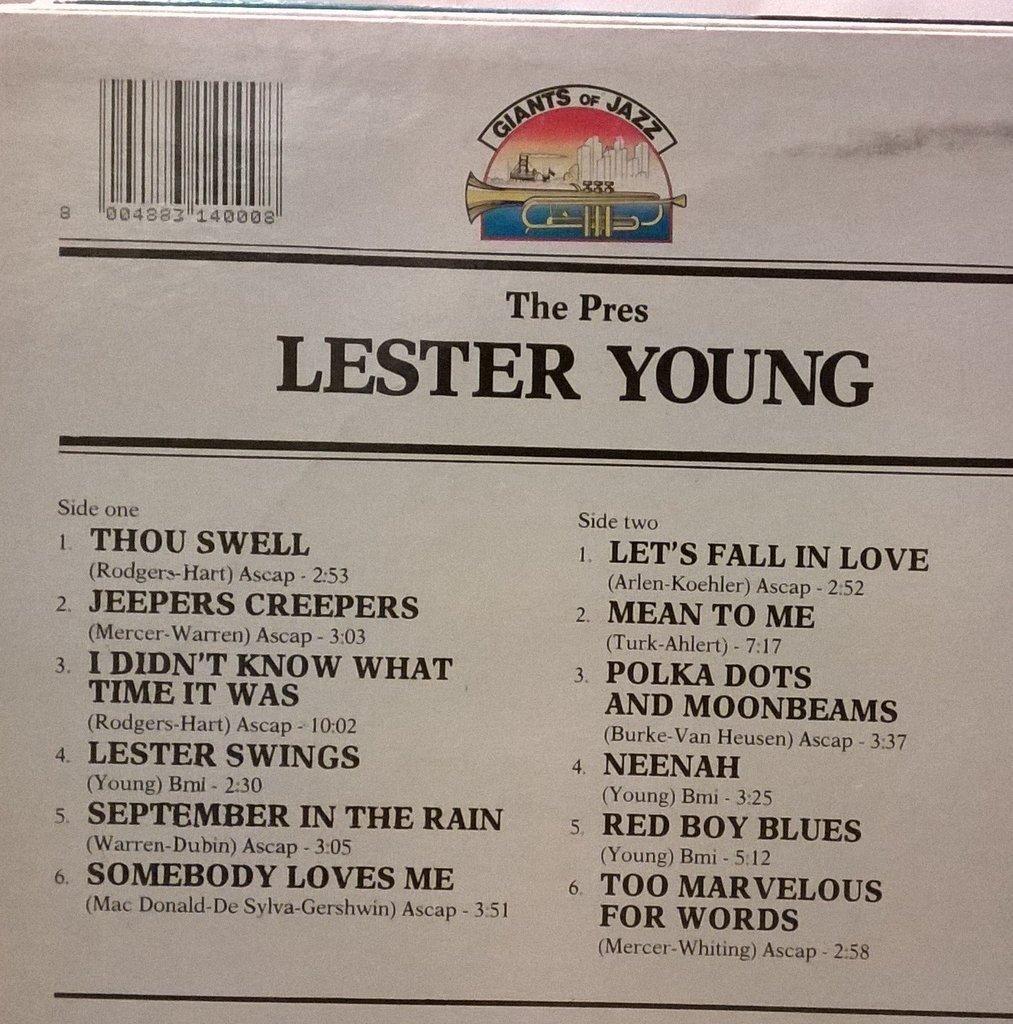 8 004883 140008
GIANTS OF JAZZ
The Pres
LESTER YOUNG
Side one
1. THOU SWELL
(Rodgers-Hart) Ascap - 2:53
2. JEEPERS CREEPERS
(Mercer-Warren) Ascap - 3:03
3. I DIDN'T KNOW WHAT
TIME IT WAS
(Rodgers-Hart) Ascap - 10:02
4. LESTER SWINGS
(Young) Bmi - 2:30
5. SEPTEMBER IN THE RAIN
(Warren-Dubin) Ascap - 3:05
6. SOMEBODY LOVES ME
(Mac Donald-De Sylva-Gershwin) Ascap - 3:51
Side two
1. LET'S FALL IN LOVE
(Arlen-Koehler) Ascap - 2:52
2. MEAN TO ME
(Turk-Ahlert) - 7:17
3. POLKA DOTS
AND MOONBEAMS
(Burke-Van Heusen) Ascap - 3:37
4. NEENAH
(Young) Bmi - 3:25
5. RED BOY BLUES
(Young) Bmi - 5:12
6. TOO MARVELOUS
FOR WORDS
(Mercer-Whiting) Ascap - 2:58